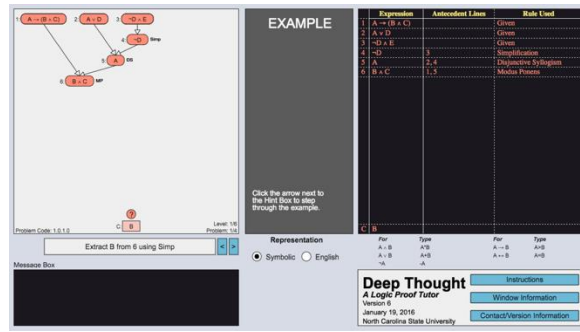 1: A → (B ∧ C)
2: A ∨ D
3: ¬D ∧ E
4: ¬D Simp
5: A DS
6: B ∧ C MP
?
C: B
Problem Code: 1.0.1.0
Level: 1/6
Problem: 1/4
Extract B from 6 using Simp
< >
Message Box
EXAMPLE
Click the arrow next to
the Hint Box to step
through the example.
Representation
Symbolic English
Expression Antecedent Lines Rule Used
1 A → (B ∧ C) Given
2 A ∨ D Given
3 ¬D ∧ E Given
4 ¬D 3 Simplification
5 A 2, 4 Disjunctive Syllogism
6 B ∧ C 1, 5 Modus Ponens
C B
For Type For Type
A ∧ B A*B A → B A>B
A ∨ B A+B A ↔ B A=B
¬A -A
Deep Thought
A Logic Proof Tutor
Version 6
January 19, 2016
North Carolina State University
Instructions
Window Information
Contact/Version Information